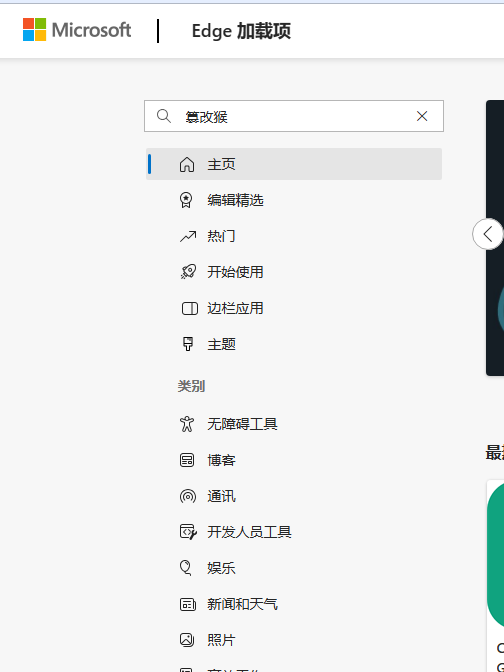 Microsoft
Edge 加载项
篡改猴
主页
编辑精选
热门
开始使用
边栏应用
主题
类别
无障碍工具
博客
通讯
开发人员工具
娱乐
新闻和天气
照片
最
C